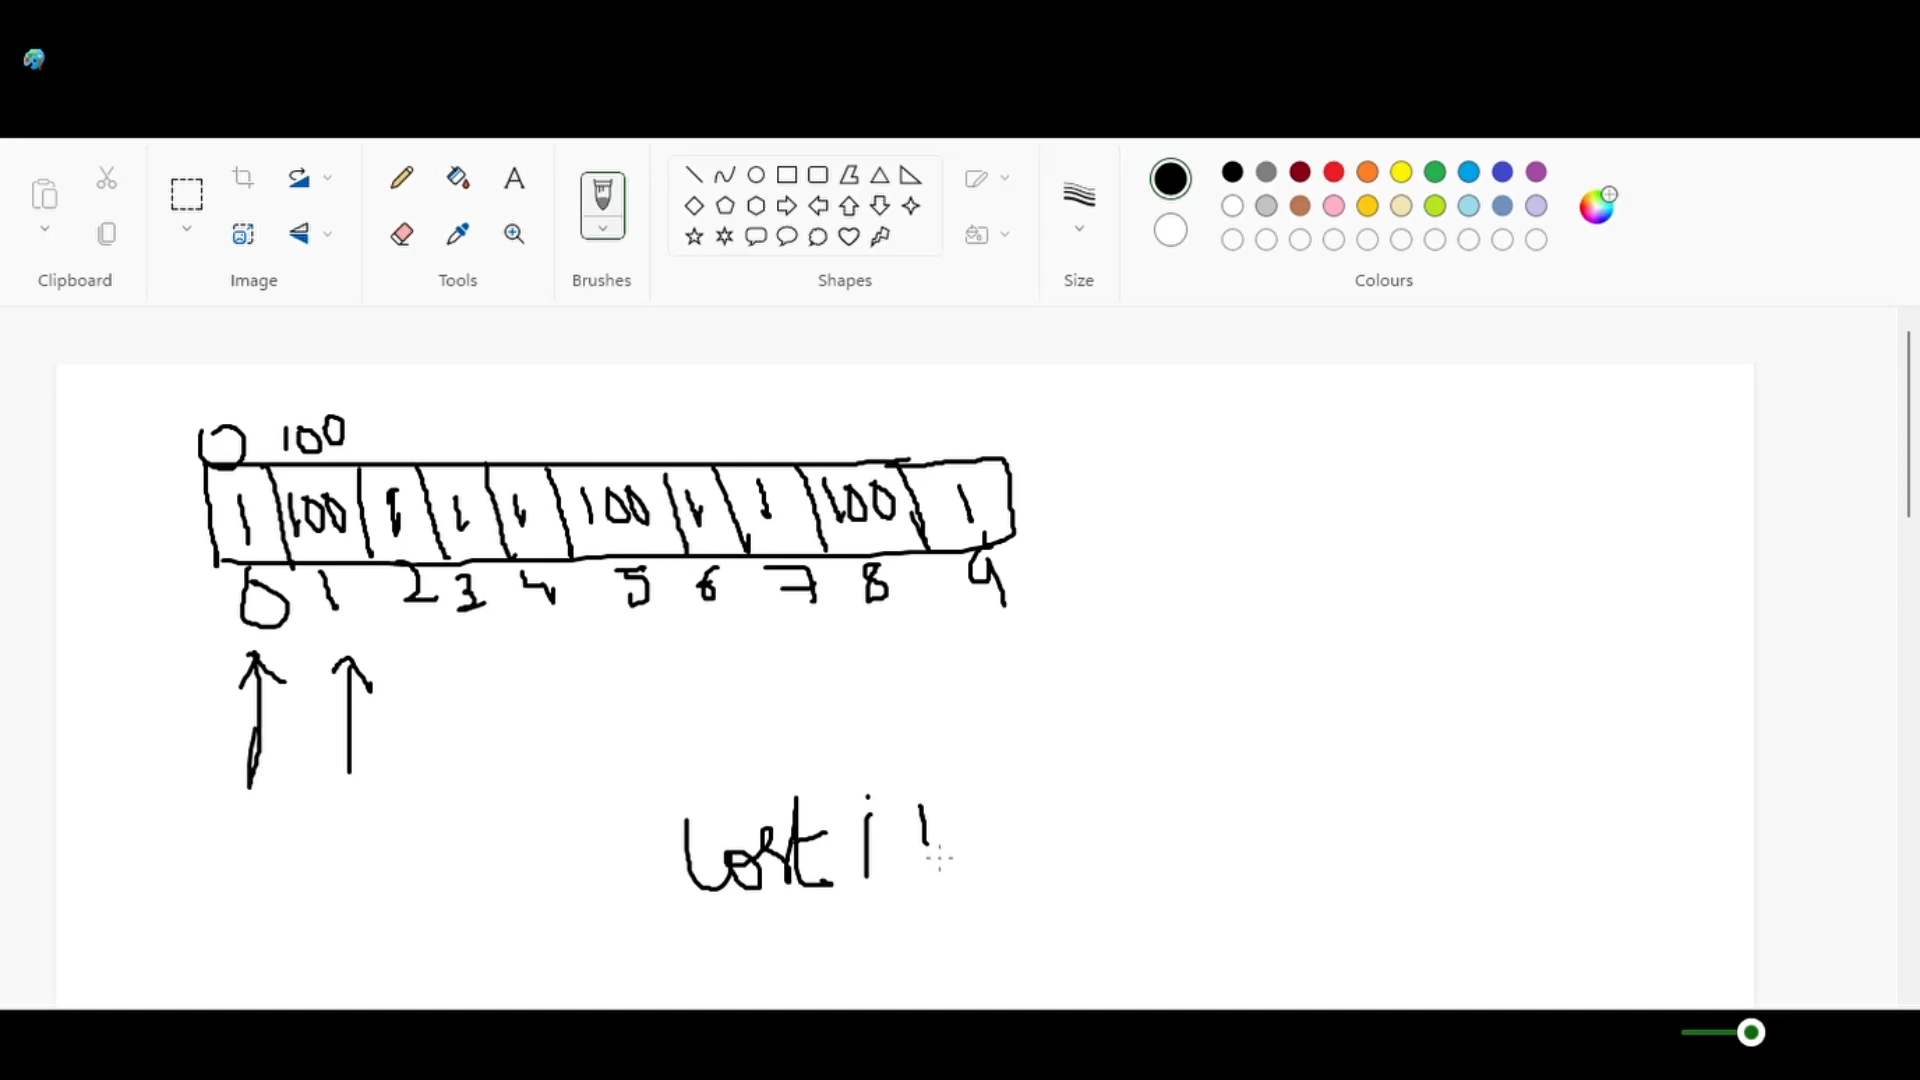 Clipboard
Image
Tools
Brushes
Shapes
Size
Colours
0 100
1 100 1 1 1 100 1 1 100 1
0 1 2 3 4 5 6 7 8 9
cost i